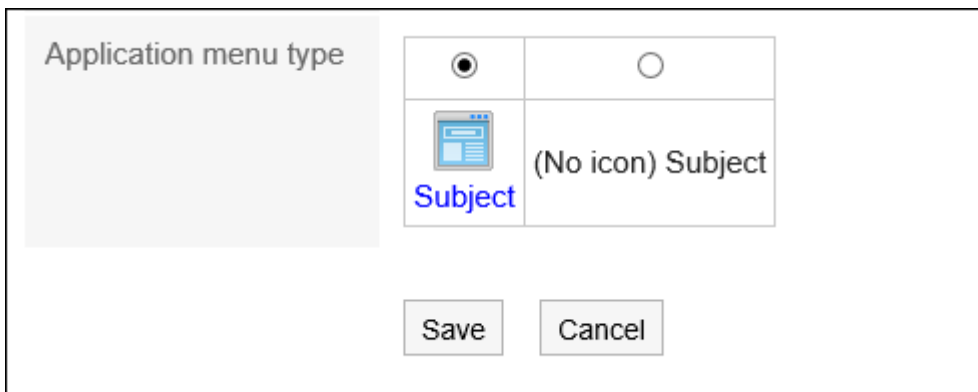 Application menu type
(No icon) Subject
Subject
Save
Cancel